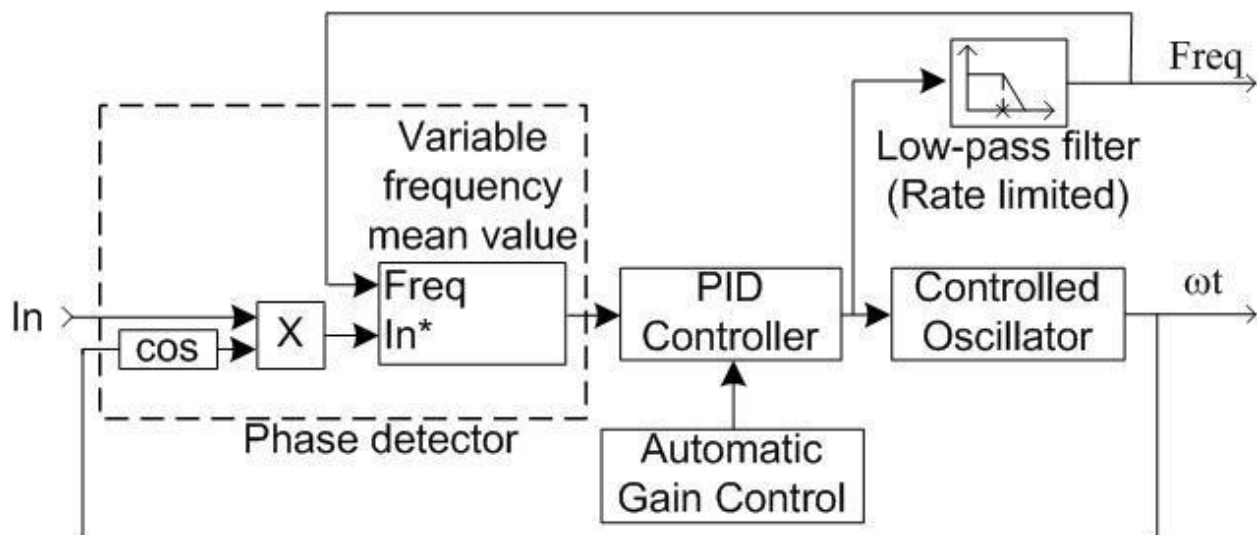 Freq
Low-pass filter
(Rate limited)
Variable
frequency
mean value
Freq
In*
In
cos
X
PID
Controller
Controlled
Oscillator
ωt
Phase detector
Automatic
Gain Control